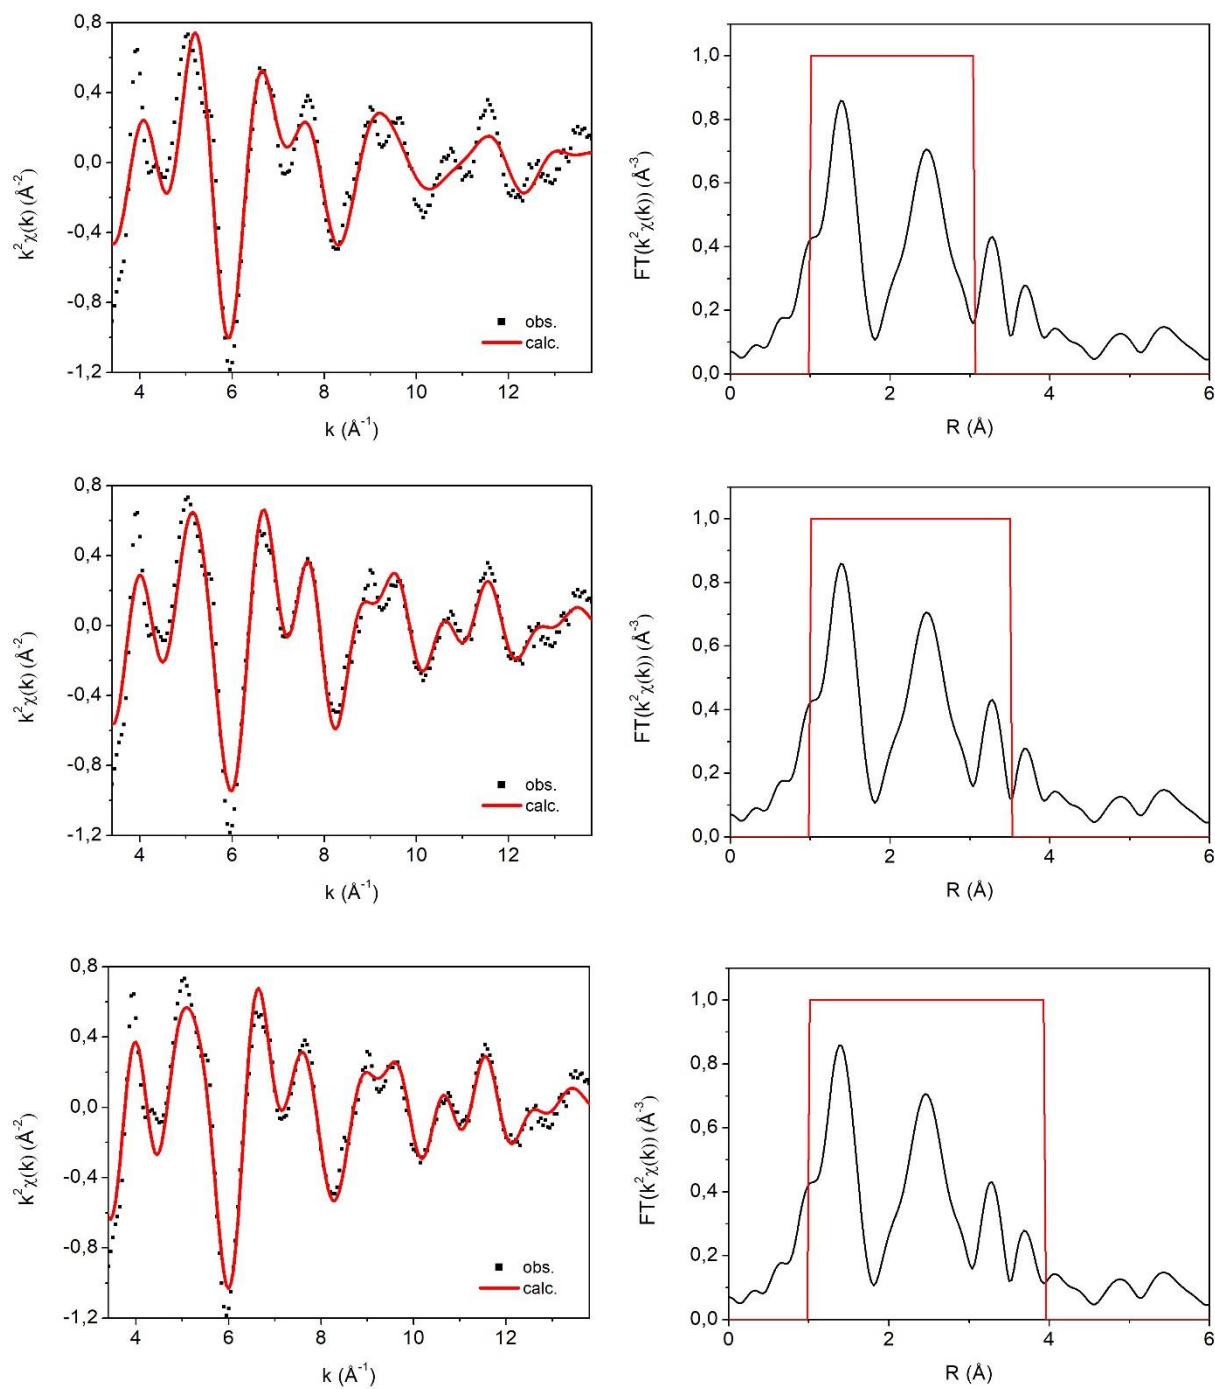 0,8
0,4
0,0
-0,4
-0,8
-1,2
k²χ(k) (Å⁻²)
4 6 8 10 12
k (Å⁻¹)
obs.
calc.
1,0
0,8
0,6
0,4
0,2
0,0
FT(k²χ(k)) (Å⁻³)
0 2 4 6
R (Å)
0,8
0,4
0,0
-0,4
-0,8
-1,2
k²χ(k) (Å⁻²)
4 6 8 10 12
k (Å⁻¹)
obs.
calc.
1,0
0,8
0,6
0,4
0,2
0,0
FT(k²χ(k)) (Å⁻³)
0 2 4 6
R (Å)
0,8
0,4
0,0
-0,4
-0,8
-1,2
k²χ(k) (Å⁻²)
4 6 8 10 12
k (Å⁻¹)
obs.
calc.
1,0
0,8
0,6
0,4
0,2
0,0
FT(k²χ(k)) (Å⁻³)
0 2 4 6
R (Å)